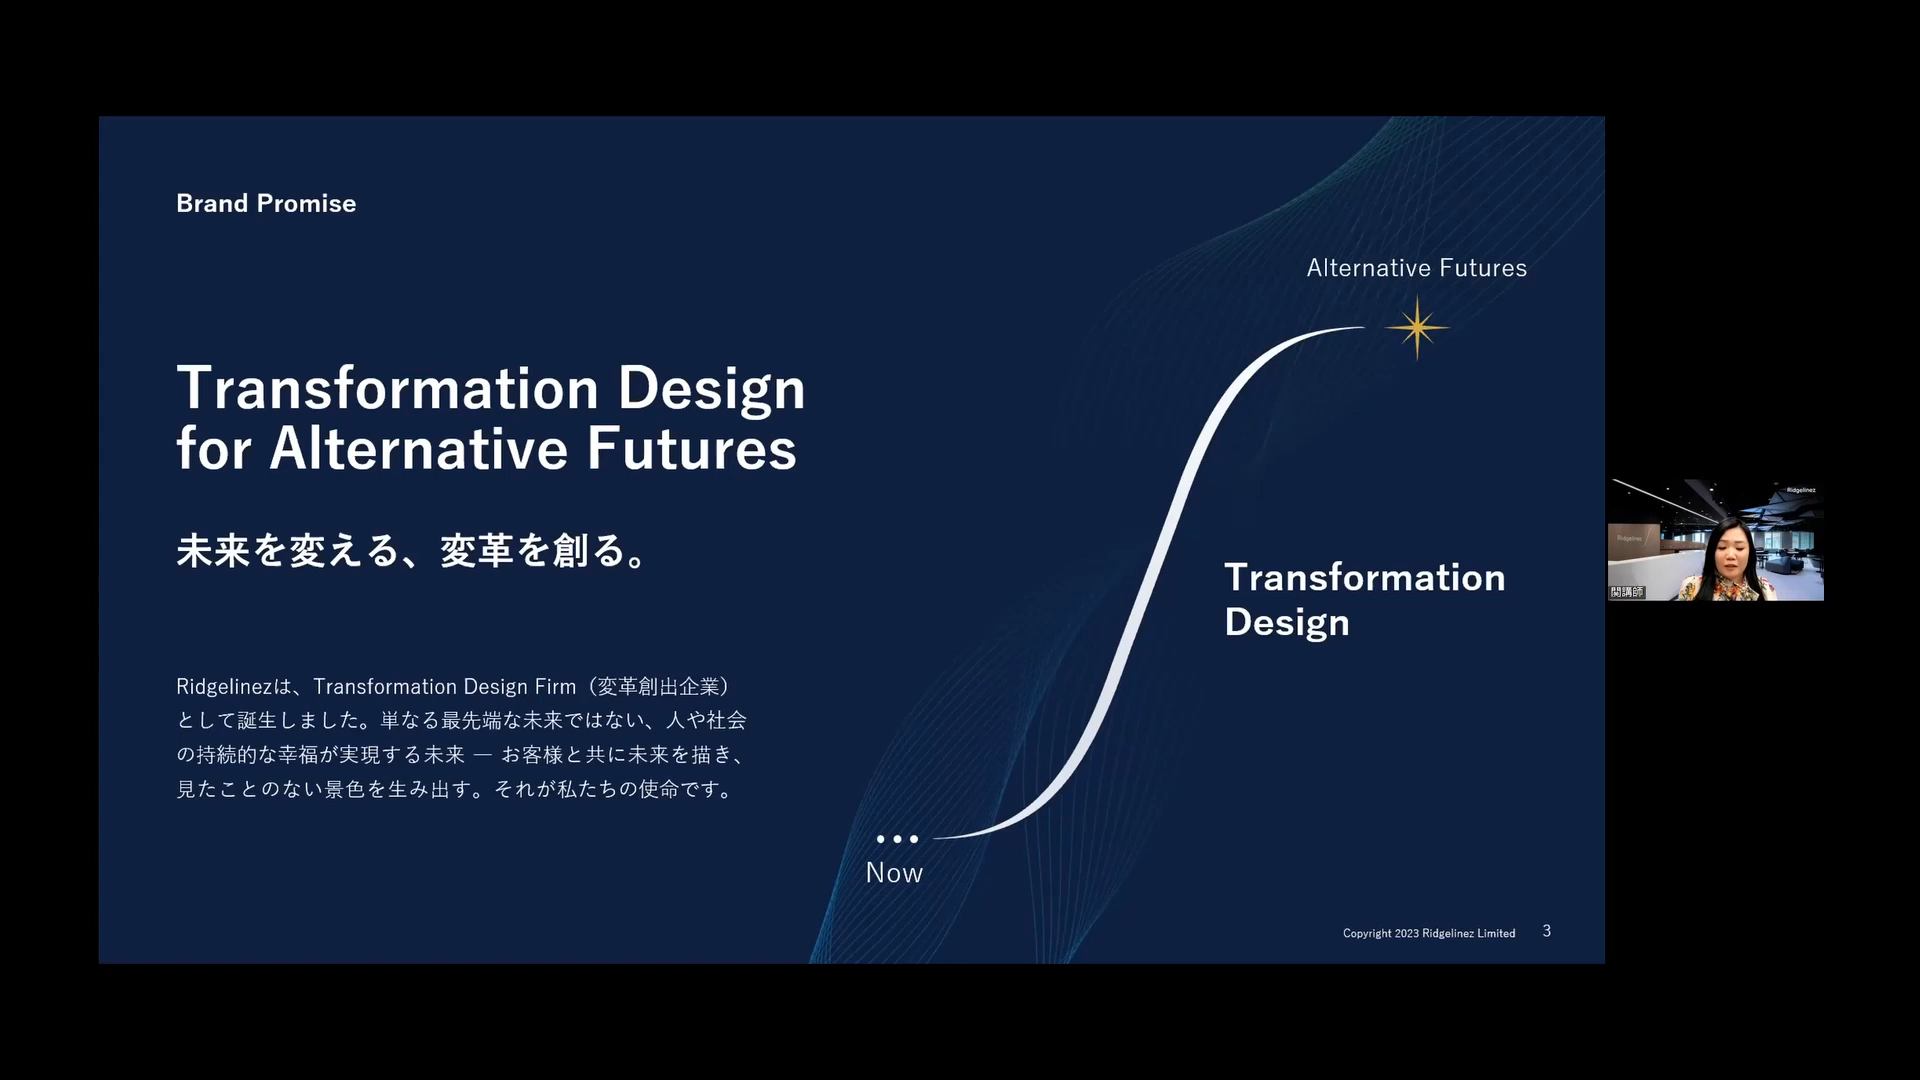 Brand Promise
Alternative Futures
Transformation Design
for Alternative Futures
未来を変える、変革を創る。
Transformation
Design
Ridgelinezは、Transformation Design Firm（変革創出企業）
として誕生しました。単なる最先端な未来ではない、人や社会
の持続的な幸福が実現する未来 ― お客様と共に未来を描き、
見たことのない景色を生み出す。それが私たちの使命です。
Now
Copyright 2023 Ridgelinez Limited
3
Ridgelinez
Ridgelinez
関講師